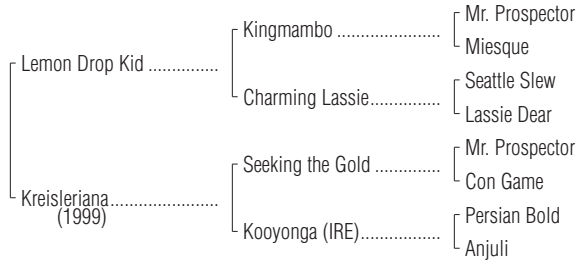 Mr. Prospector
Kingmambo .....................
Miesque
Lemon Drop Kid ..............
Seattle Slew
Charming Lassie..............
Lassie Dear
Mr. Prospector
Seeking the Gold .............
Con Game
Kreisleriana......................
(1999)
Persian Bold
Kooyonga (IRE)................
Anjuli